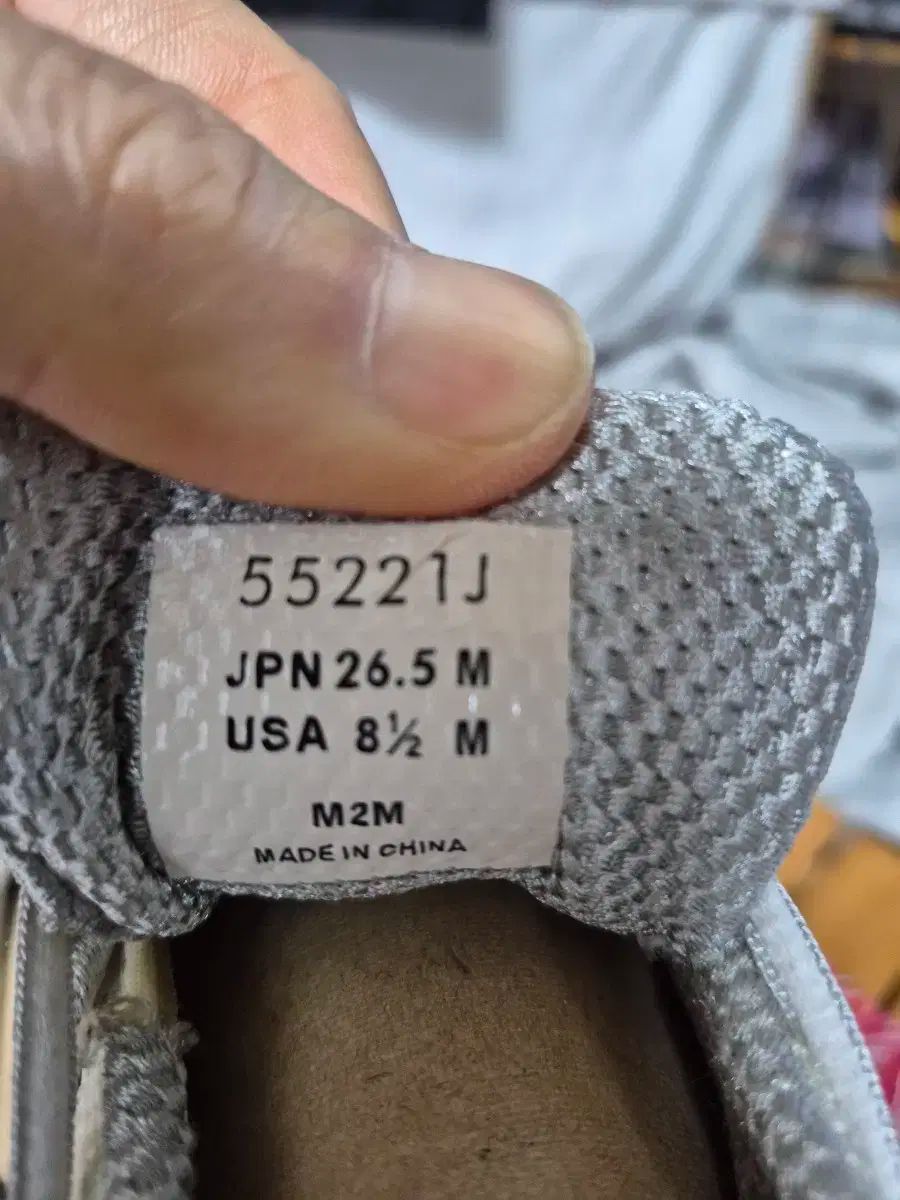 55221J
JPN 26.5 M
USA 8½ M
M2M
MADE IN CHINA